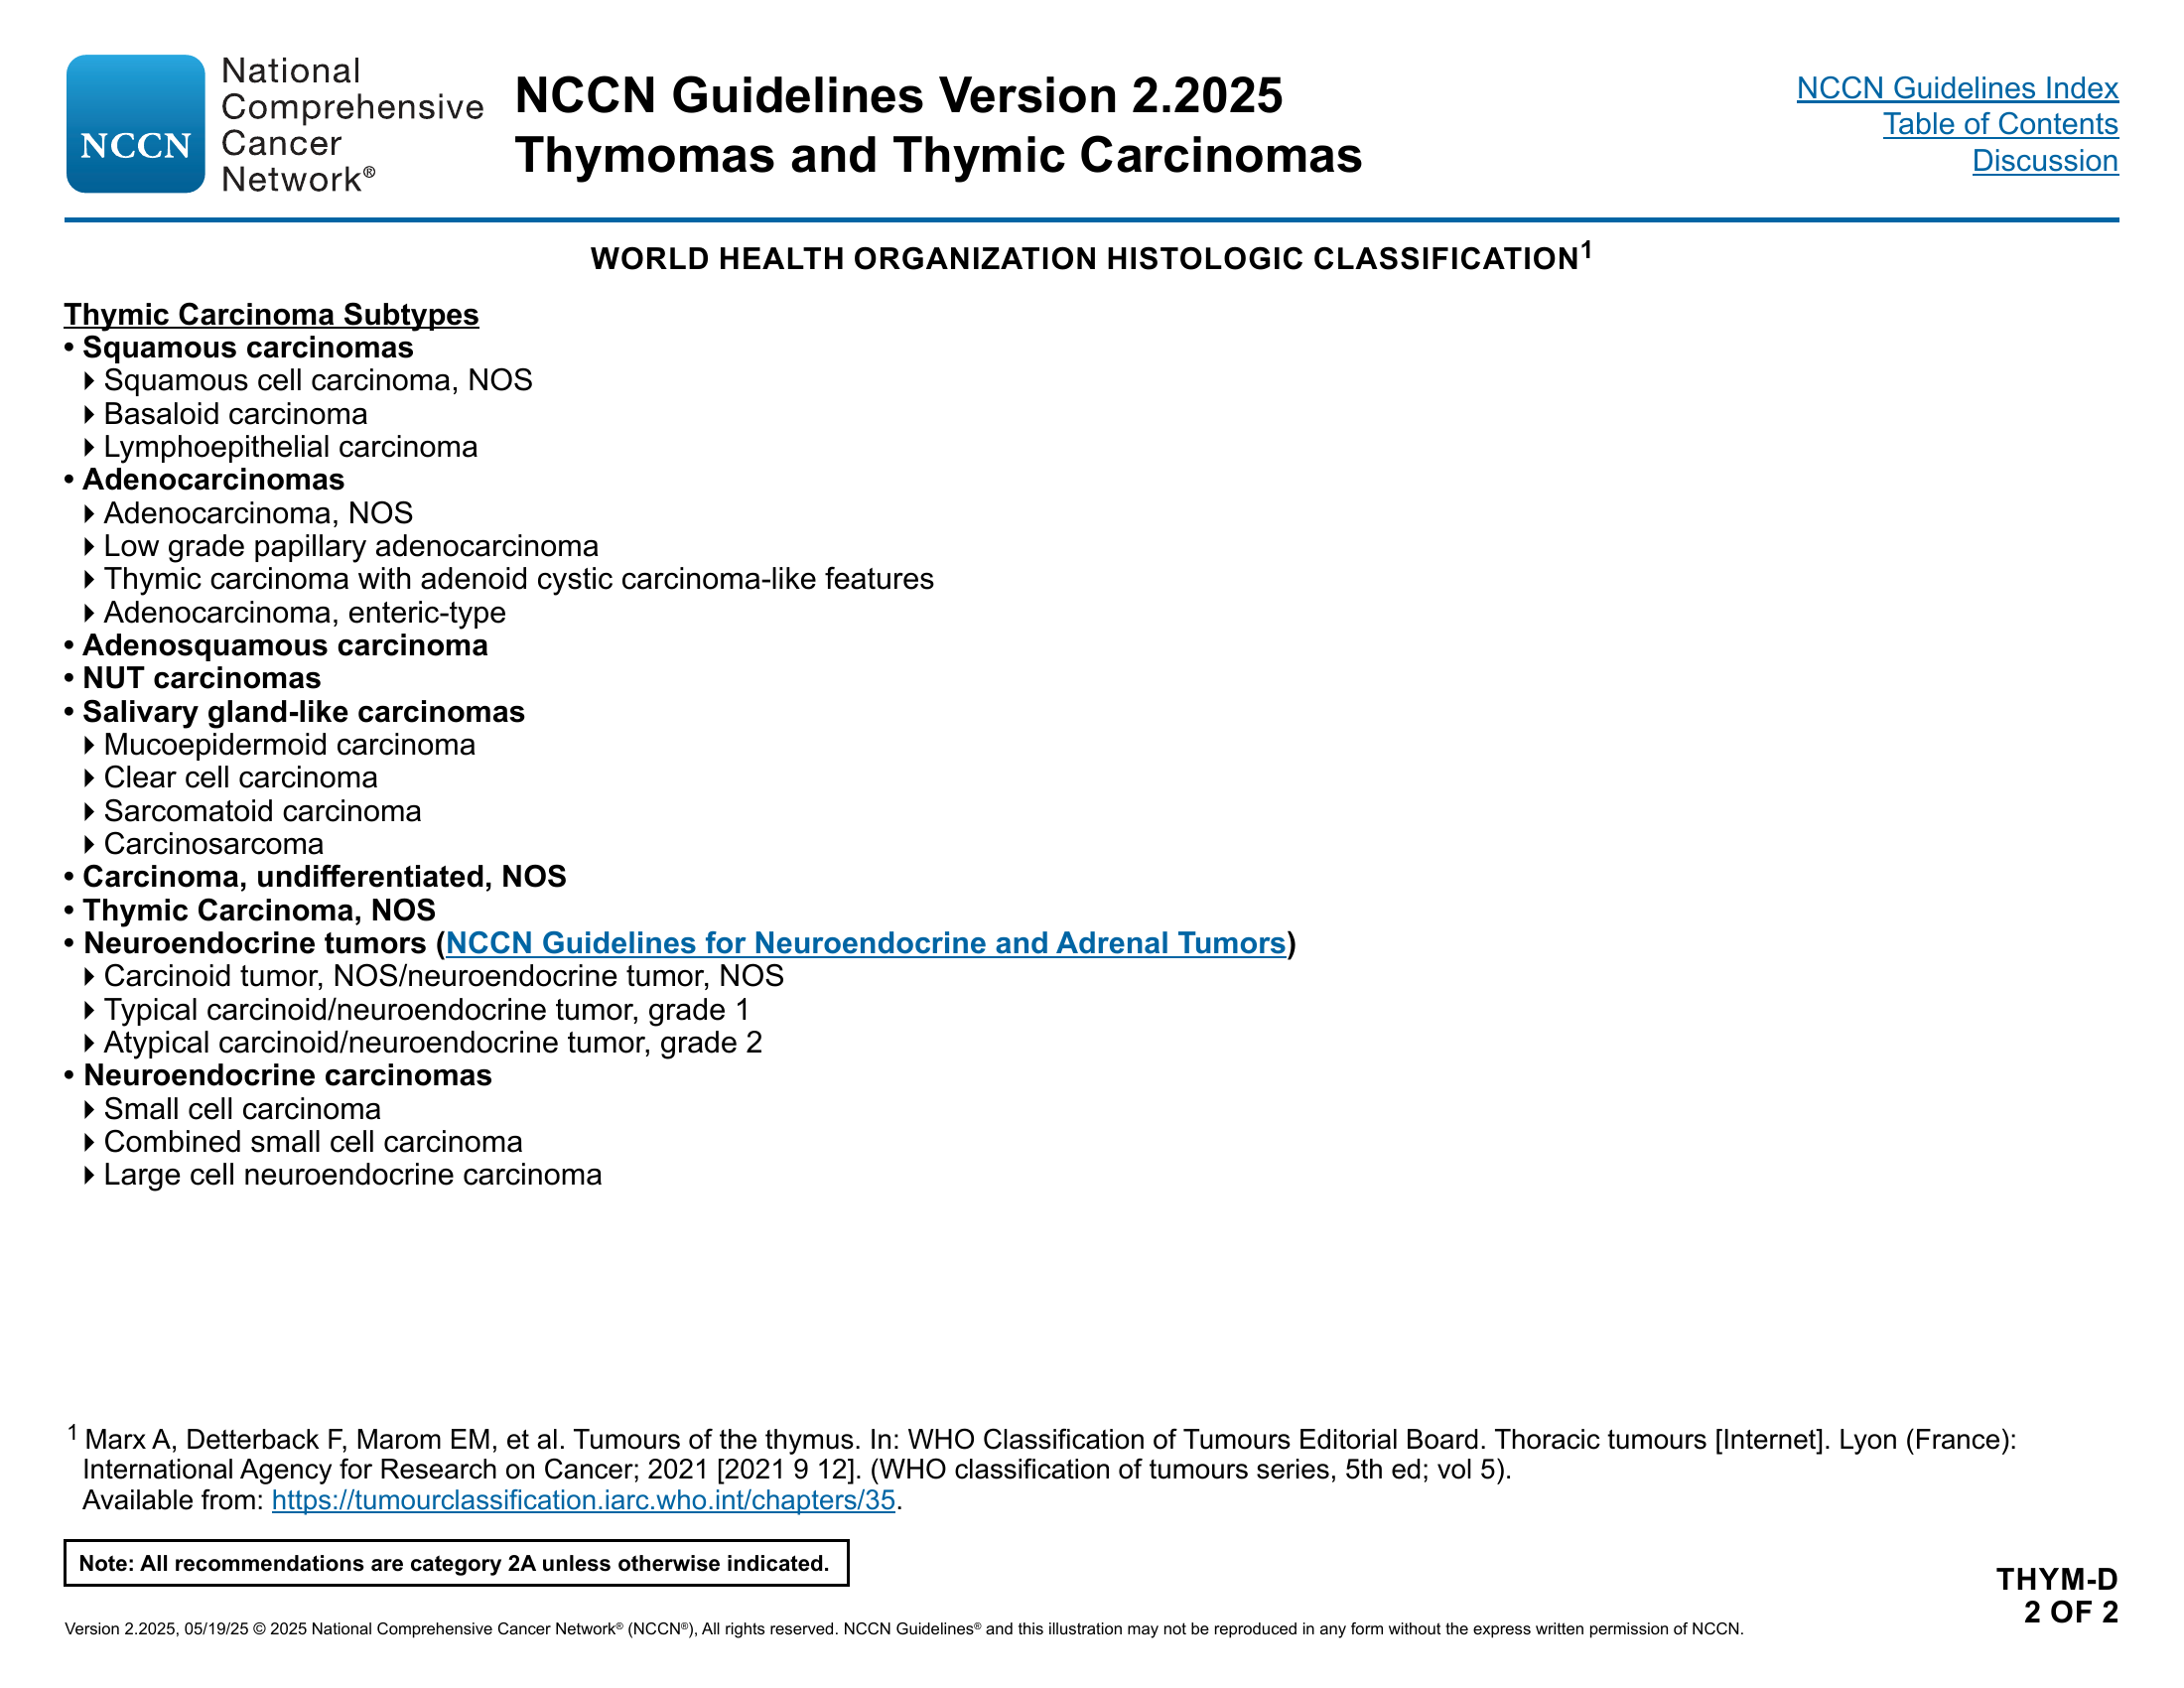 National
Comprehensive
Cancer
Network®
NCCN
NCCN Guidelines Version 2.2025
Thymomas and Thymic Carcinomas
NCCN Guidelines Index
Table of Contents
Discussion
WORLD HEALTH ORGANIZATION HISTOLOGIC CLASSIFICATION1
Thymic Carcinoma Subtypes
• Squamous carcinomas
Squamous cell carcinoma, NOS
Basaloid carcinoma
Lymphoepithelial carcinoma
• Adenocarcinomas
Adenocarcinoma, NOS
Low grade papillary adenocarcinoma
Thymic carcinoma with adenoid cystic carcinoma-like features
Adenocarcinoma, enteric-type
• Adenosquamous carcinoma
• NUT carcinomas
• Salivary gland-like carcinomas
Mucoepidermoid carcinoma
Clear cell carcinoma
Sarcomatoid carcinoma
Carcinosarcoma
• Carcinoma, undifferentiated, NOS
• Thymic Carcinoma, NOS
• Neuroendocrine tumors (NCCN Guidelines for Neuroendocrine and Adrenal Tumors)
Carcinoid tumor, NOS/neuroendocrine tumor, NOS
Typical carcinoid/neuroendocrine tumor, grade 1
Atypical carcinoid/neuroendocrine tumor, grade 2
• Neuroendocrine carcinomas
Small cell carcinoma
Combined small cell carcinoma
Large cell neuroendocrine carcinoma
1 Marx A, Detterback F, Marom EM, et al. Tumours of the thymus. In: WHO Classification of Tumours Editorial Board. Thoracic tumours [Internet]. Lyon (France):
International Agency for Research on Cancer; 2021 [2021 9 12]. (WHO classification of tumours series, 5th ed; vol 5).
Available from: https://tumourclassification.iarc.who.int/chapters/35.
Note: All recommendations are category 2A unless otherwise indicated.
THYM-D
2 OF 2
Version 2.2025, 05/19/25 © 2025 National Comprehensive Cancer Network® (NCCN®), All rights reserved. NCCN Guidelines® and this illustration may not be reproduced in any form without the express written permission of NCCN.